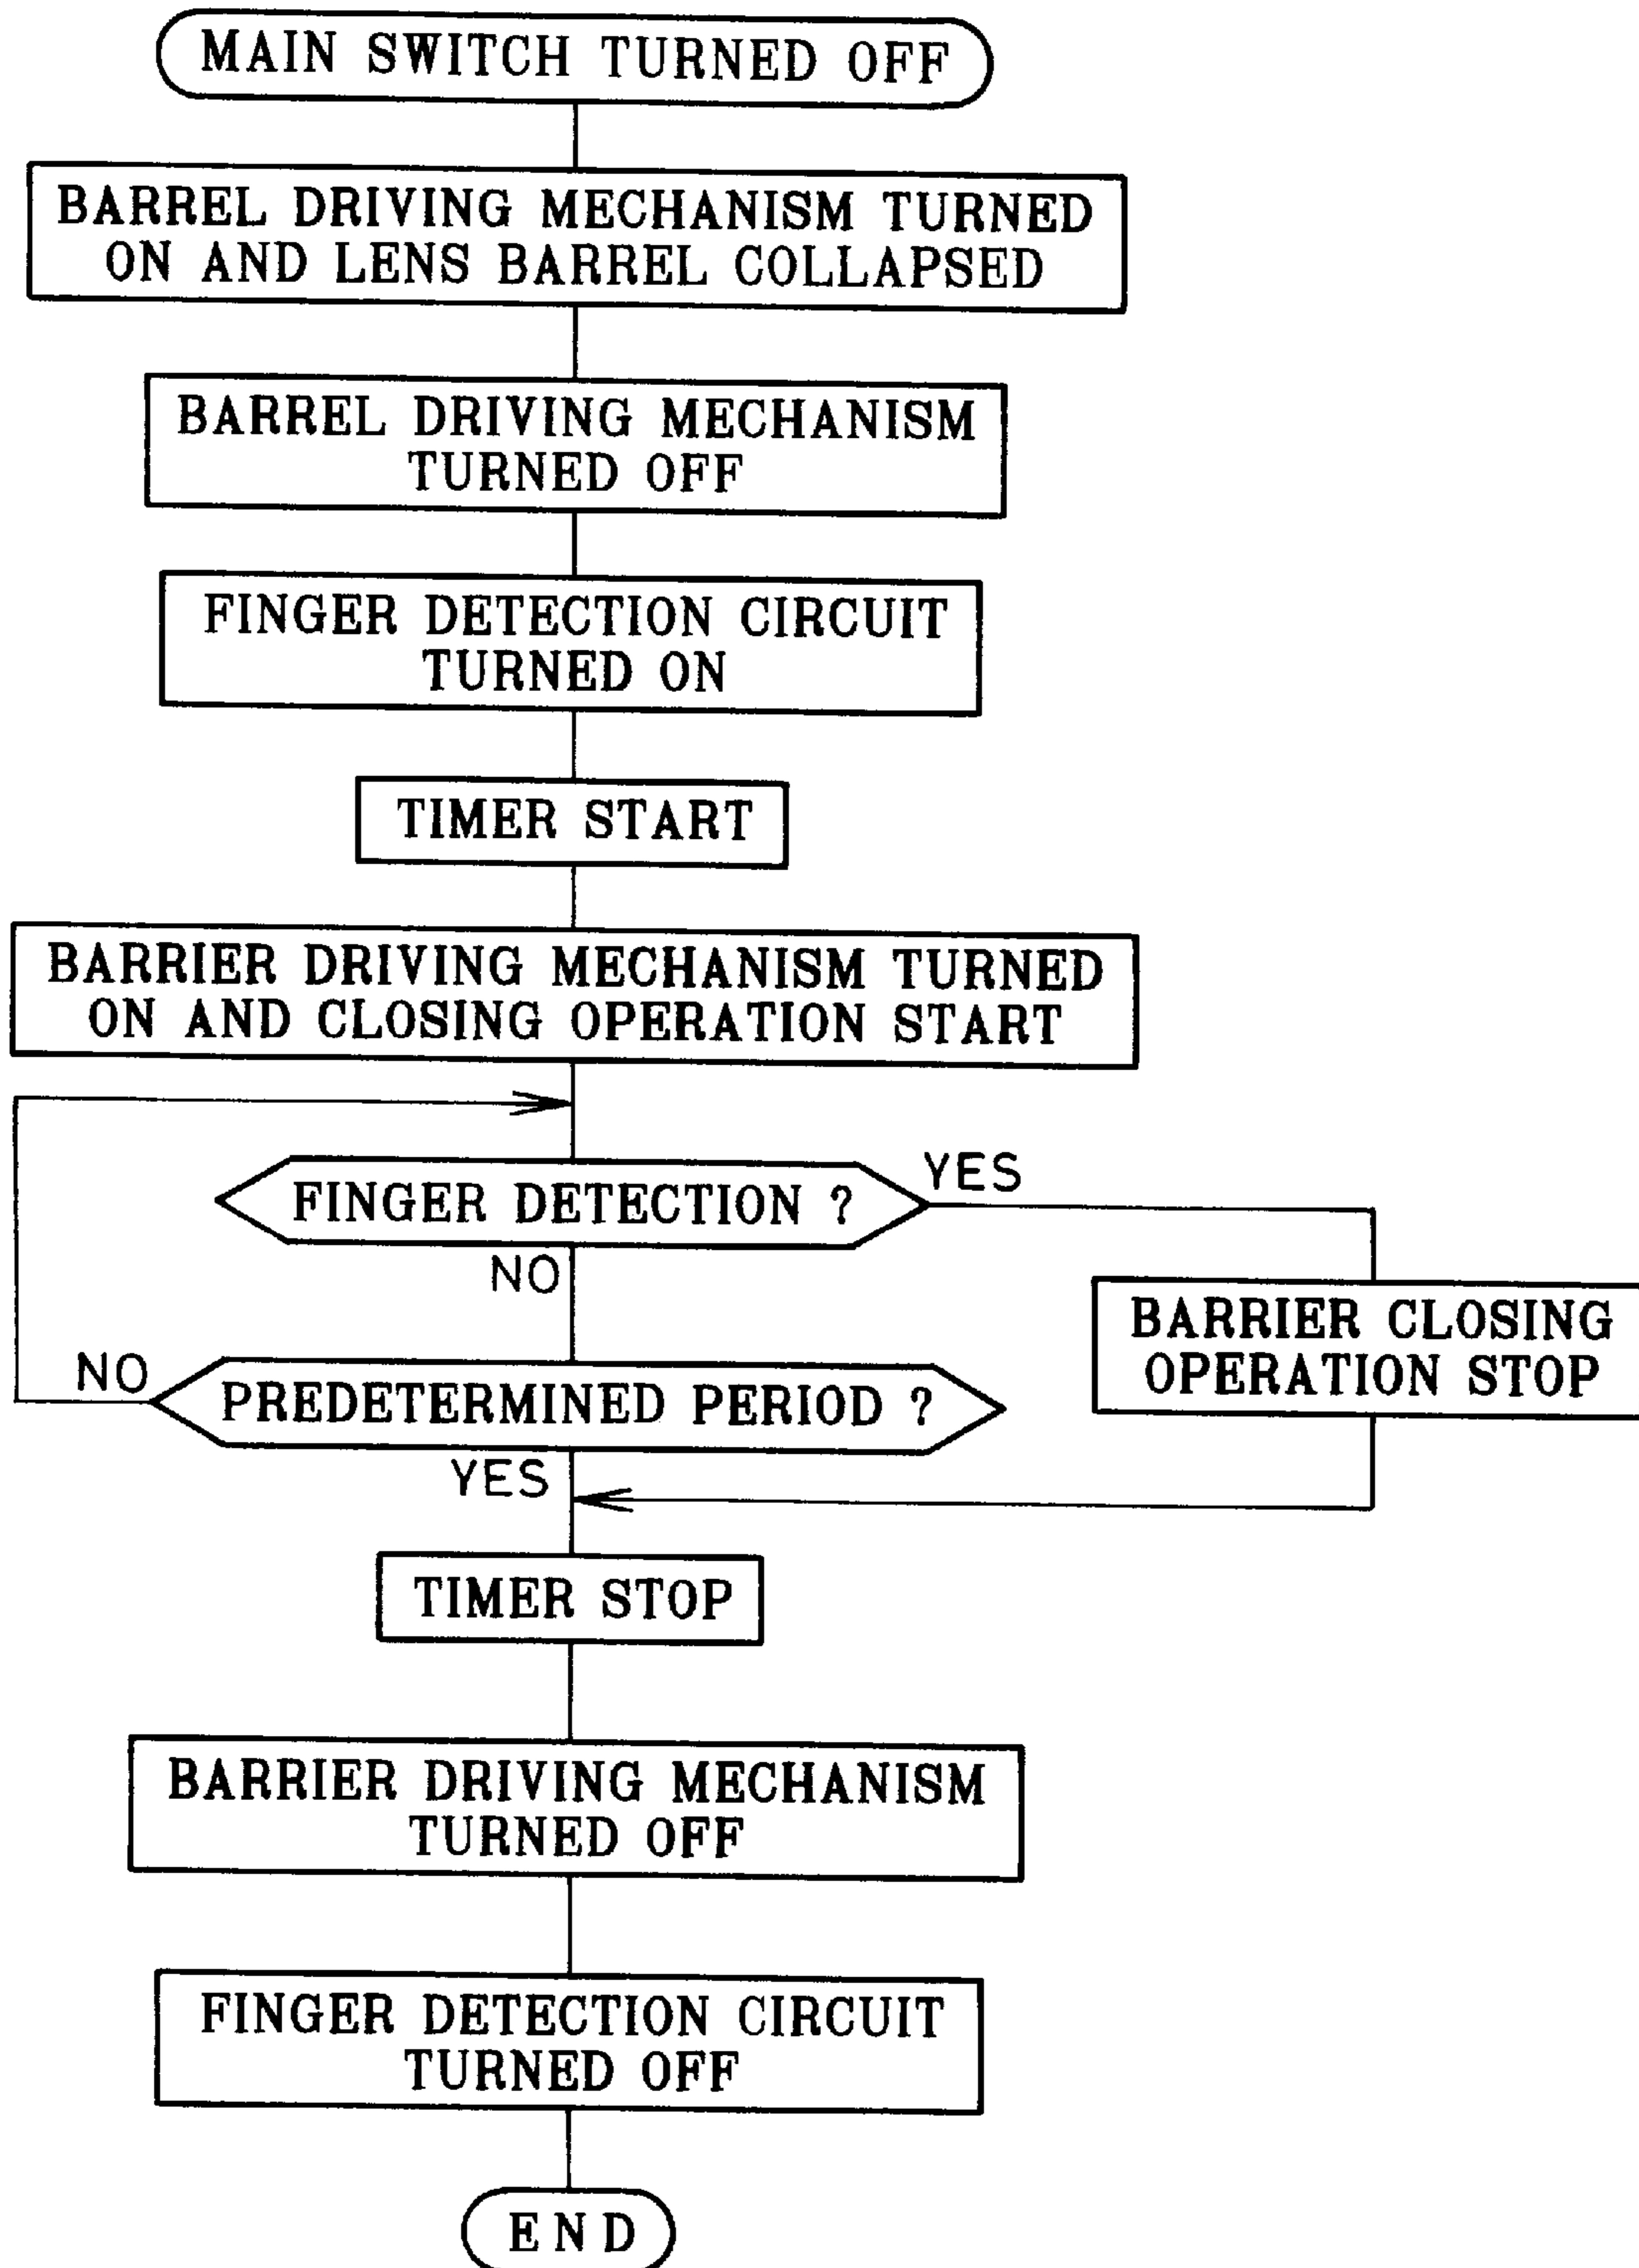 MAIN SWITCH TURNED OFF
BARREL DRIVING MECHANISM TURNED
ON AND LENS BARREL COLLAPSED
BARREL DRIVING MECHANISM
TURNED OFF
FINGER DETECTION CIRCUIT
TURNED ON
TIMER START
BARRIER DRIVING MECHANISM TURNED
ON AND CLOSING OPERATION START
FINGER DETECTION ?
YES
NO
BARRIER CLOSING
OPERATION STOP
PREDETERMINED PERIOD ?
NO
YES
TIMER STOP
BARRIER DRIVING MECHANISM
TURNED OFF
FINGER DETECTION CIRCUIT
TURNED OFF
END